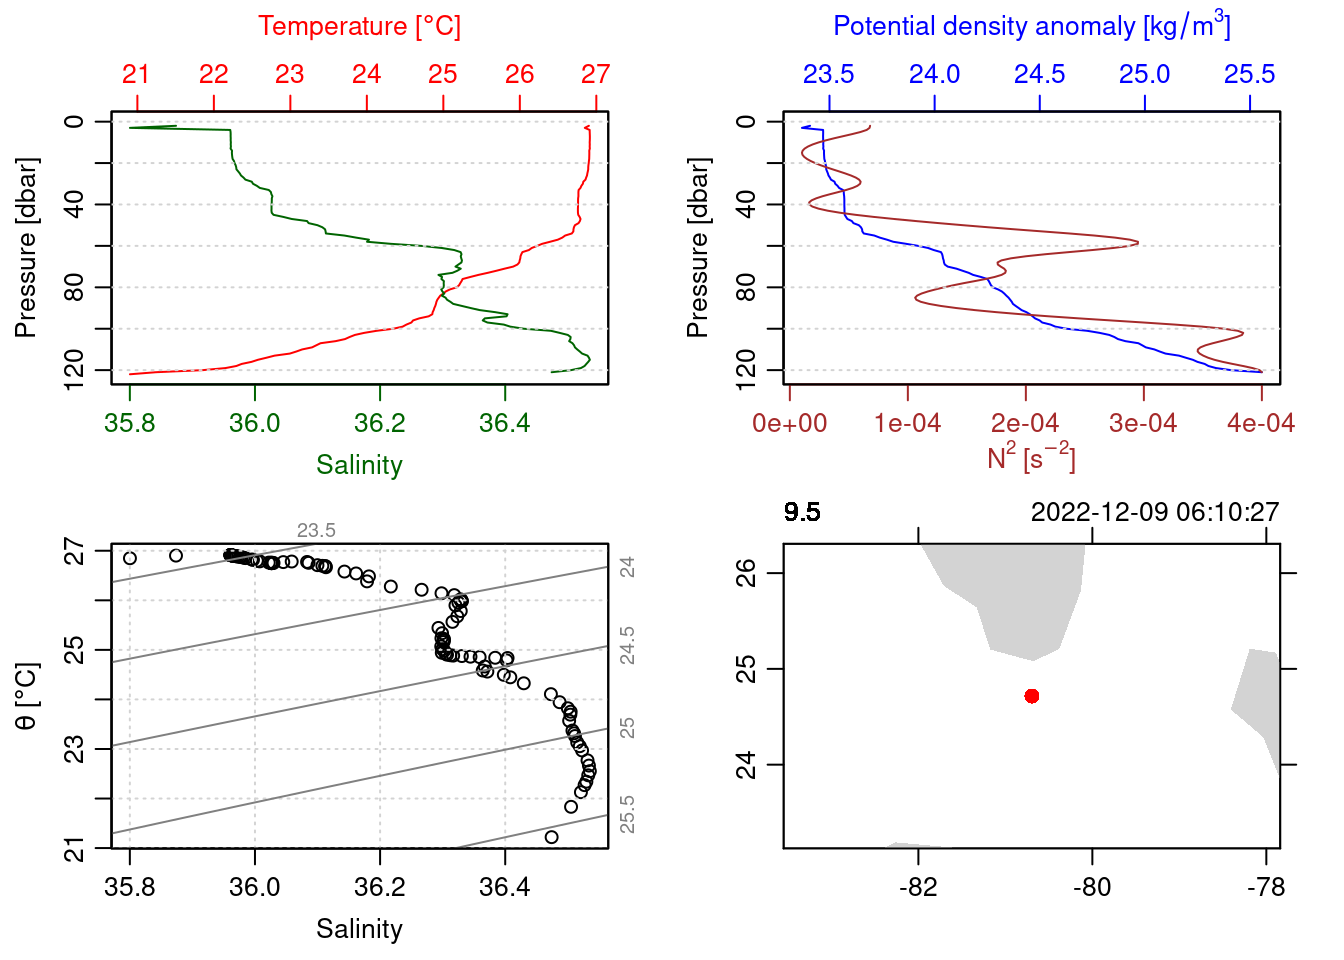 Temperature [°C]
21 22 23 24 25 26 27
Pressure [dbar]
0 40 80 120
35.8 36.0 36.2 36.4
Salinity
Potential density anomaly [kg/m³]
23.5 24.0 24.5 25.0 25.5
Pressure [dbar]
0 40 80 120
0e+00 1e-04 2e-04 3e-04 4e-04
N² [s⁻²]
23.5
θ [°C]
27 25 23 21
24
24.5
25
25.5
35.8 36.0 36.2 36.4
Salinity
9.5 2022-12-09 06:10:27
26 25 24
-82 -80 -78